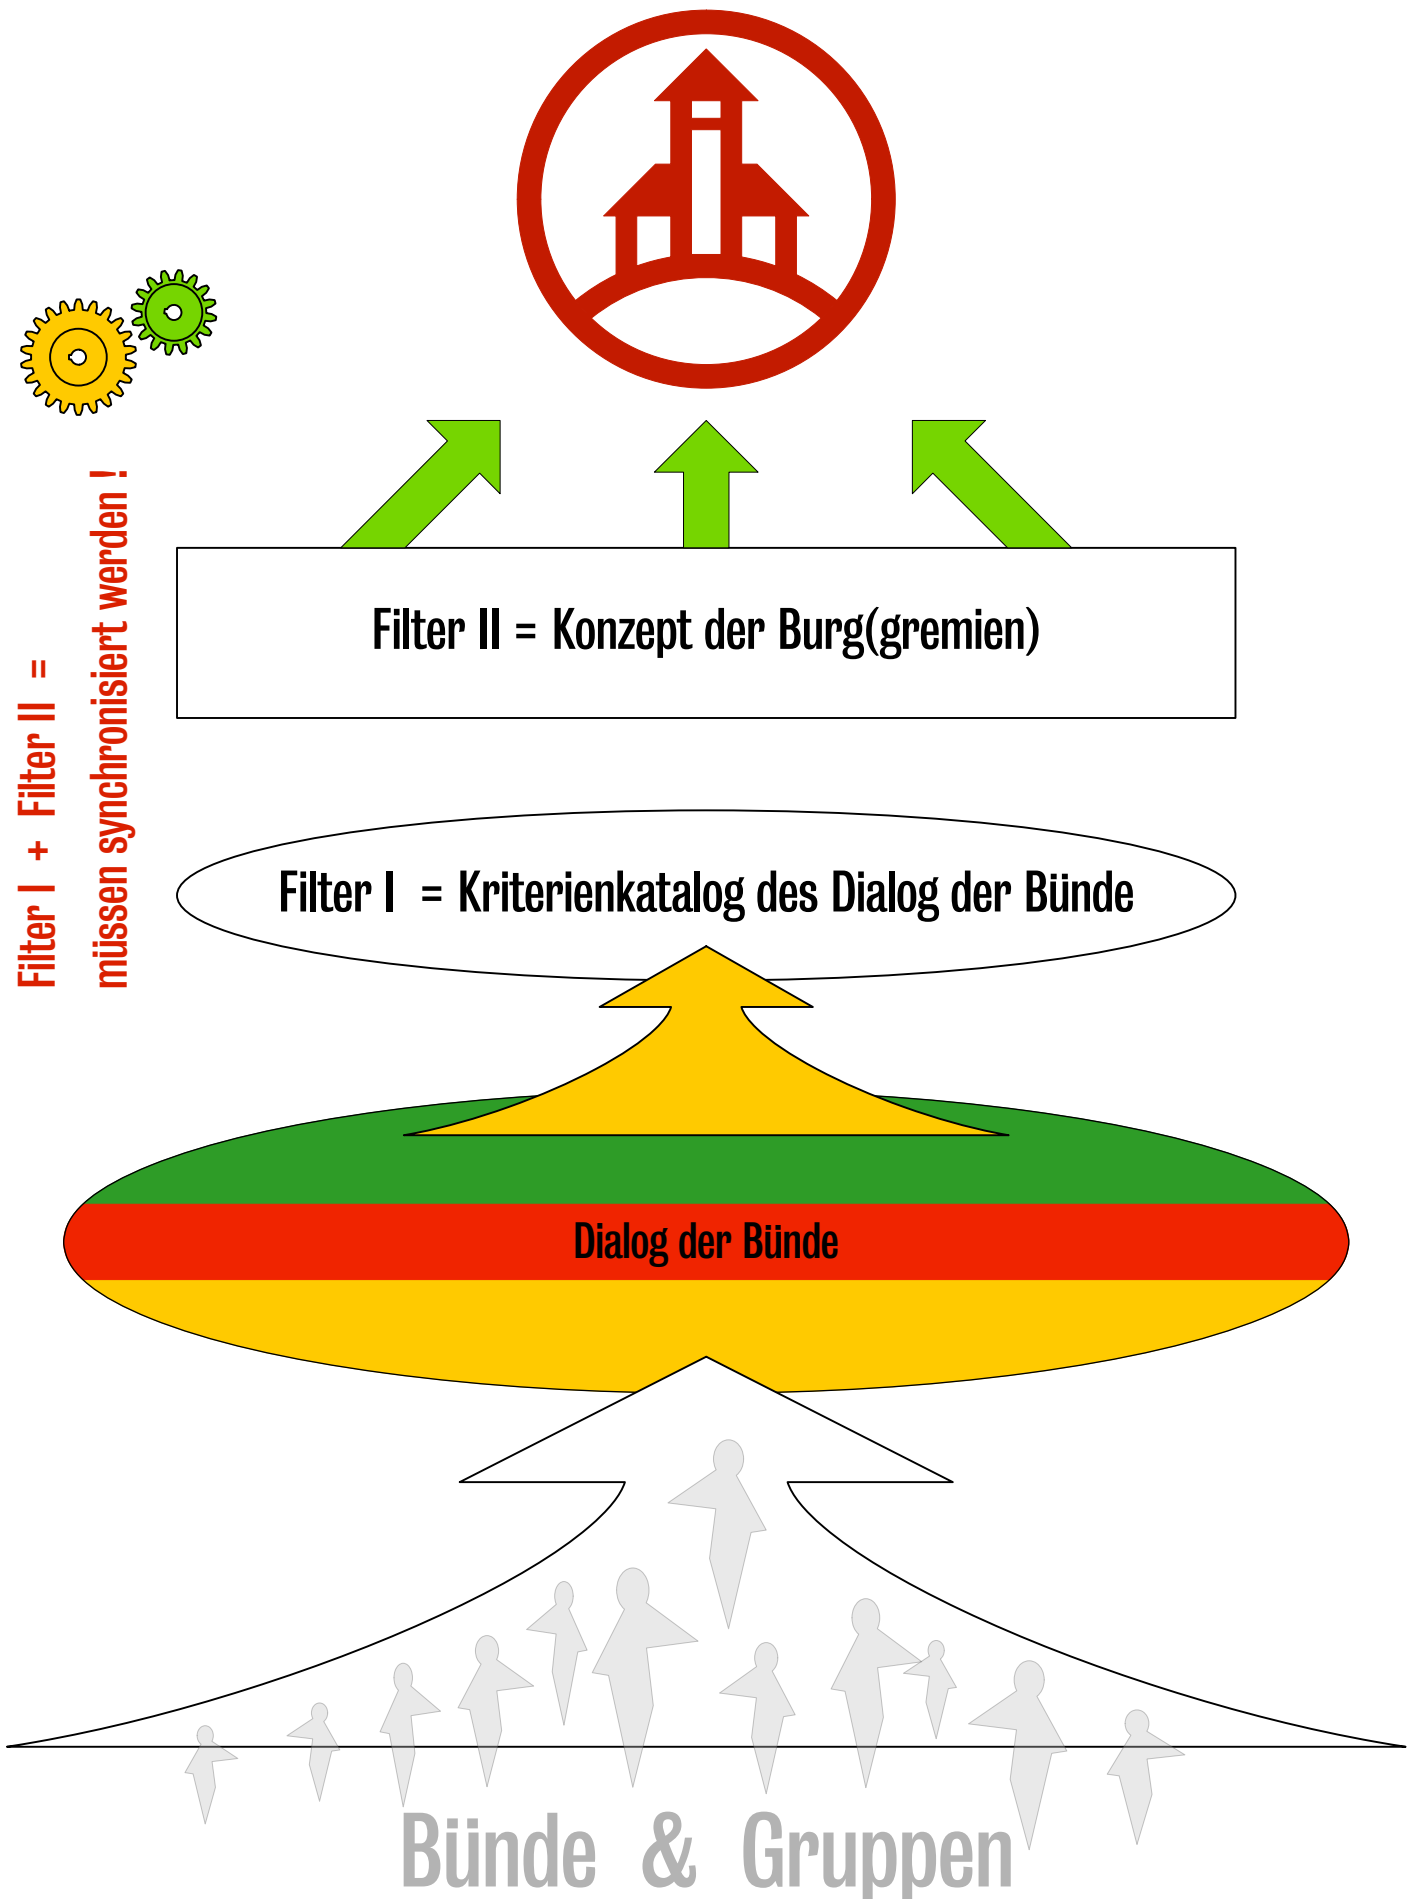 Filter I + Filter II =
müssen synchronisiert werden !
Filter II = Konzept der Burg(gremien)
Filter I = Kriterienkatalog des Dialog der Bünde
Dialog der Bünde
Bünde & Gruppen